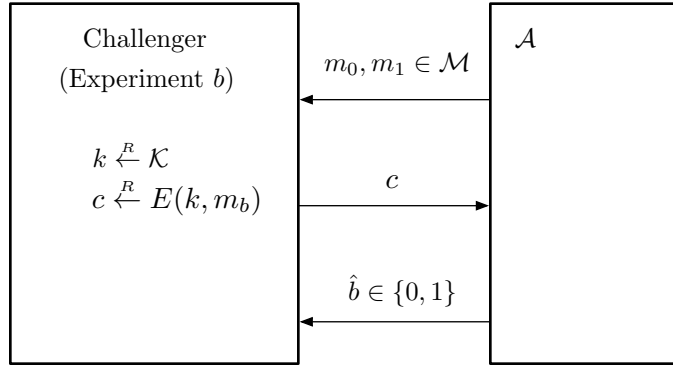 Challenger
(Experiment b)
k ←ᴿ 𝒦
c ←ᴿ E(k, m_b)
m₀, m₁ ∈ ℳ
c
b̂ ∈ {0, 1}
𝒜